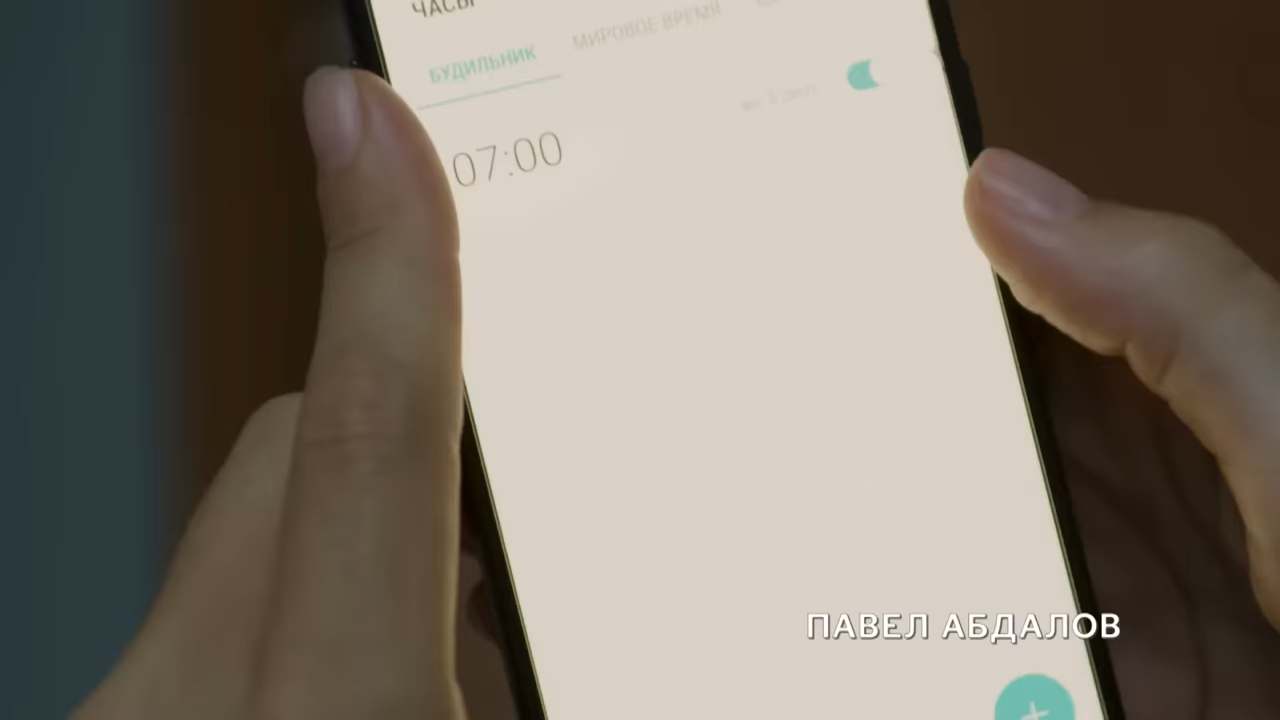 ЧАСЫ
БУДИЛЬНИК
МИРОВОЕ ВРЕМЯ
07:00
ПАВЕЛ АБДАЛОВ